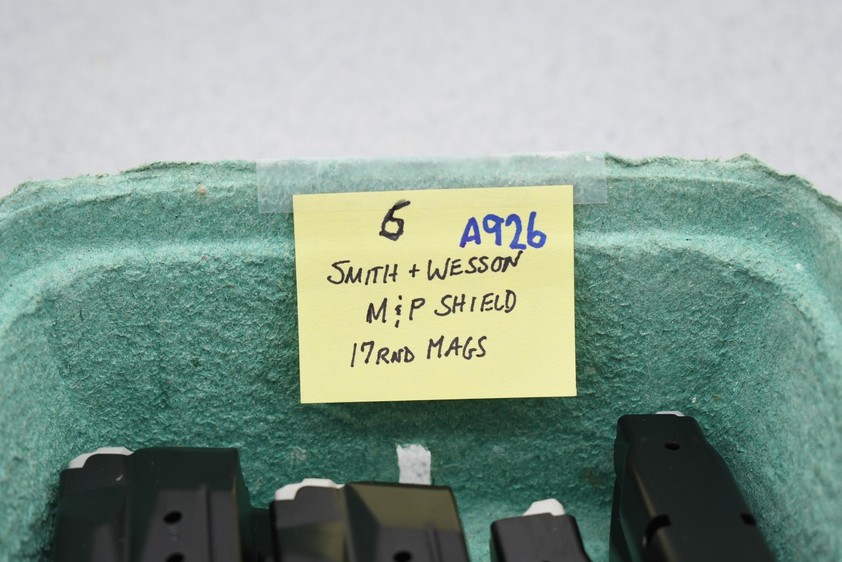 6 A926
SMITH + WESSON
M & P SHIELD
17RND MAGS